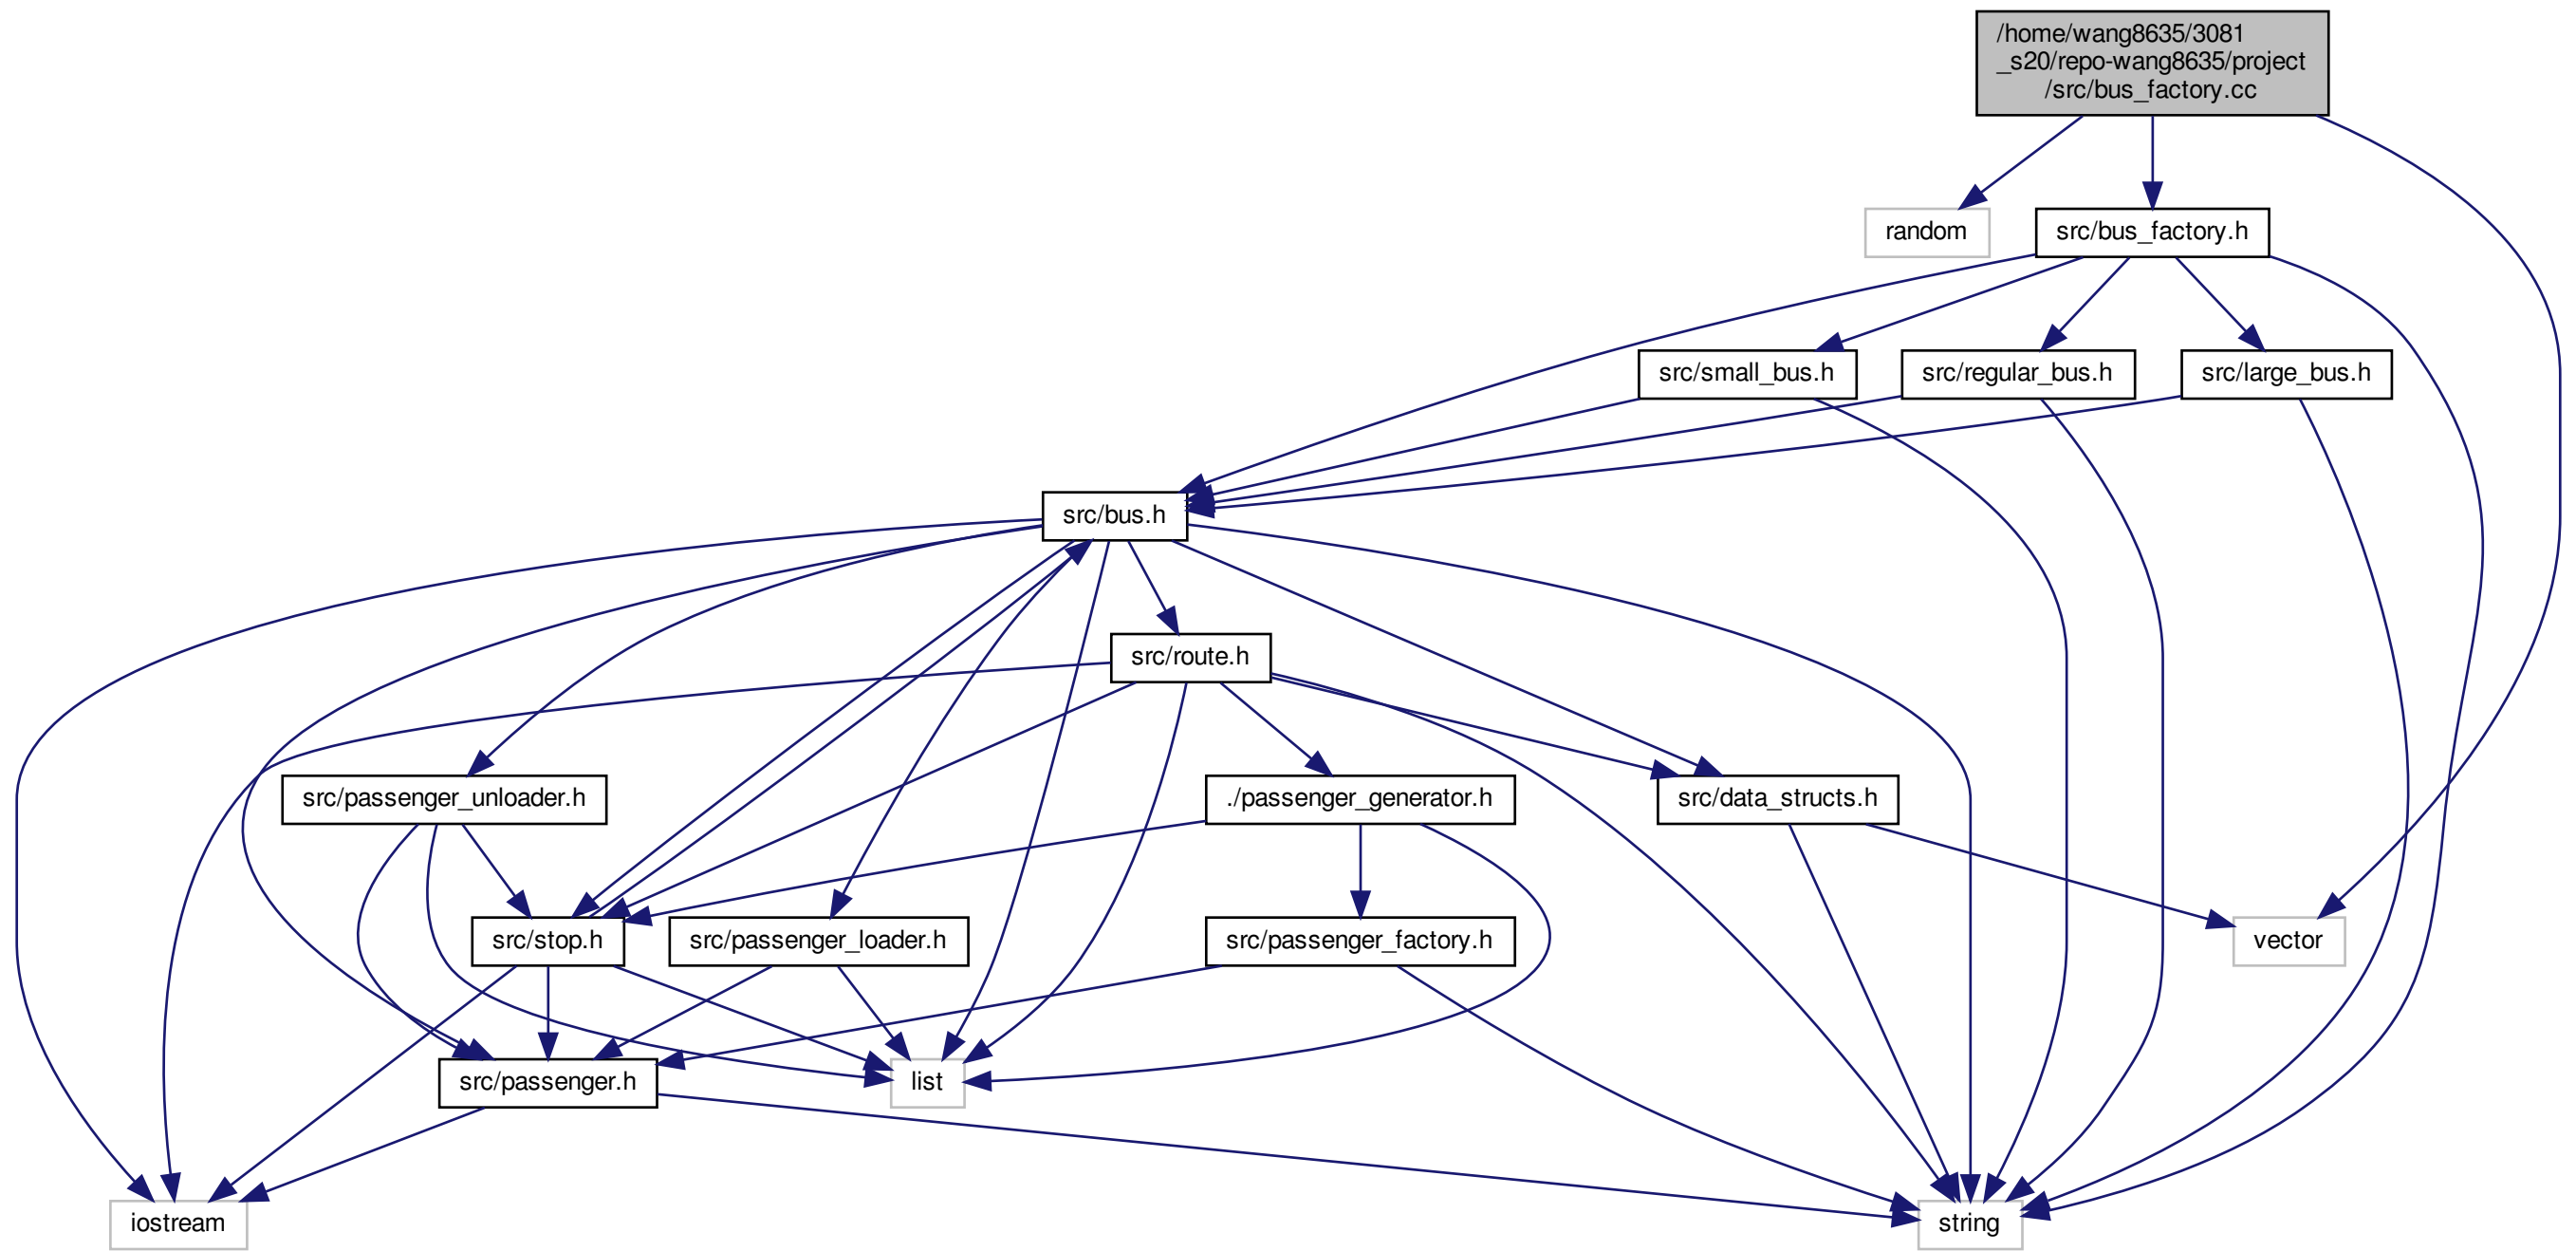 /home/wang8635/3081
_s20/repo-wang8635/project
/src/bus_factory.cc
random
src/bus_factory.h
src/small_bus.h
src/regular_bus.h
src/large_bus.h
src/bus.h
src/route.h
src/passenger_unloader.h
./passenger_generator.h
src/data_structs.h
src/stop.h
src/passenger_loader.h
src/passenger_factory.h
vector
src/passenger.h
list
iostream
string